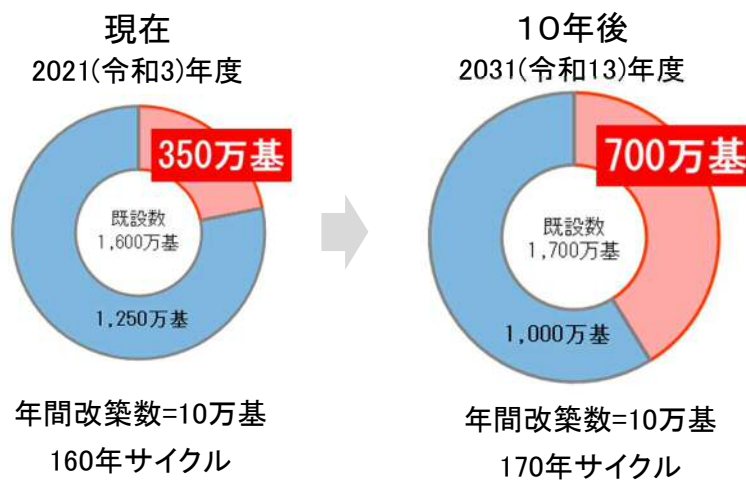 現在
2021(令和3)年度
350万基
既設数
1,600万基
1,250万基
年間改築数=10万基
160年サイクル
10年後
2031(令和13)年度
700万基
既設数
1,700万基
1,000万基
年間改築数=10万基
170年サイクル